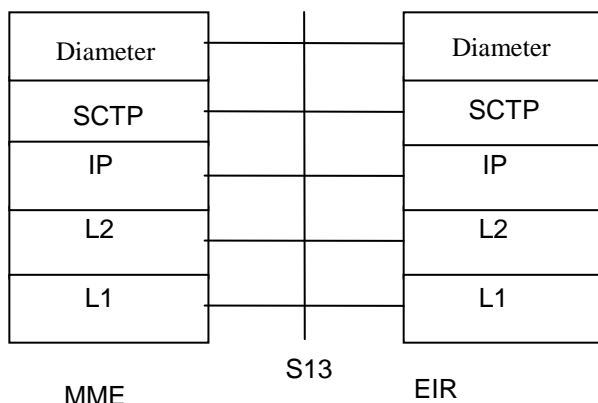 Diameter
Diameter
SCTP
SCTP
IP
IP
L2
L2
L1
L1
S13
MME
EIR